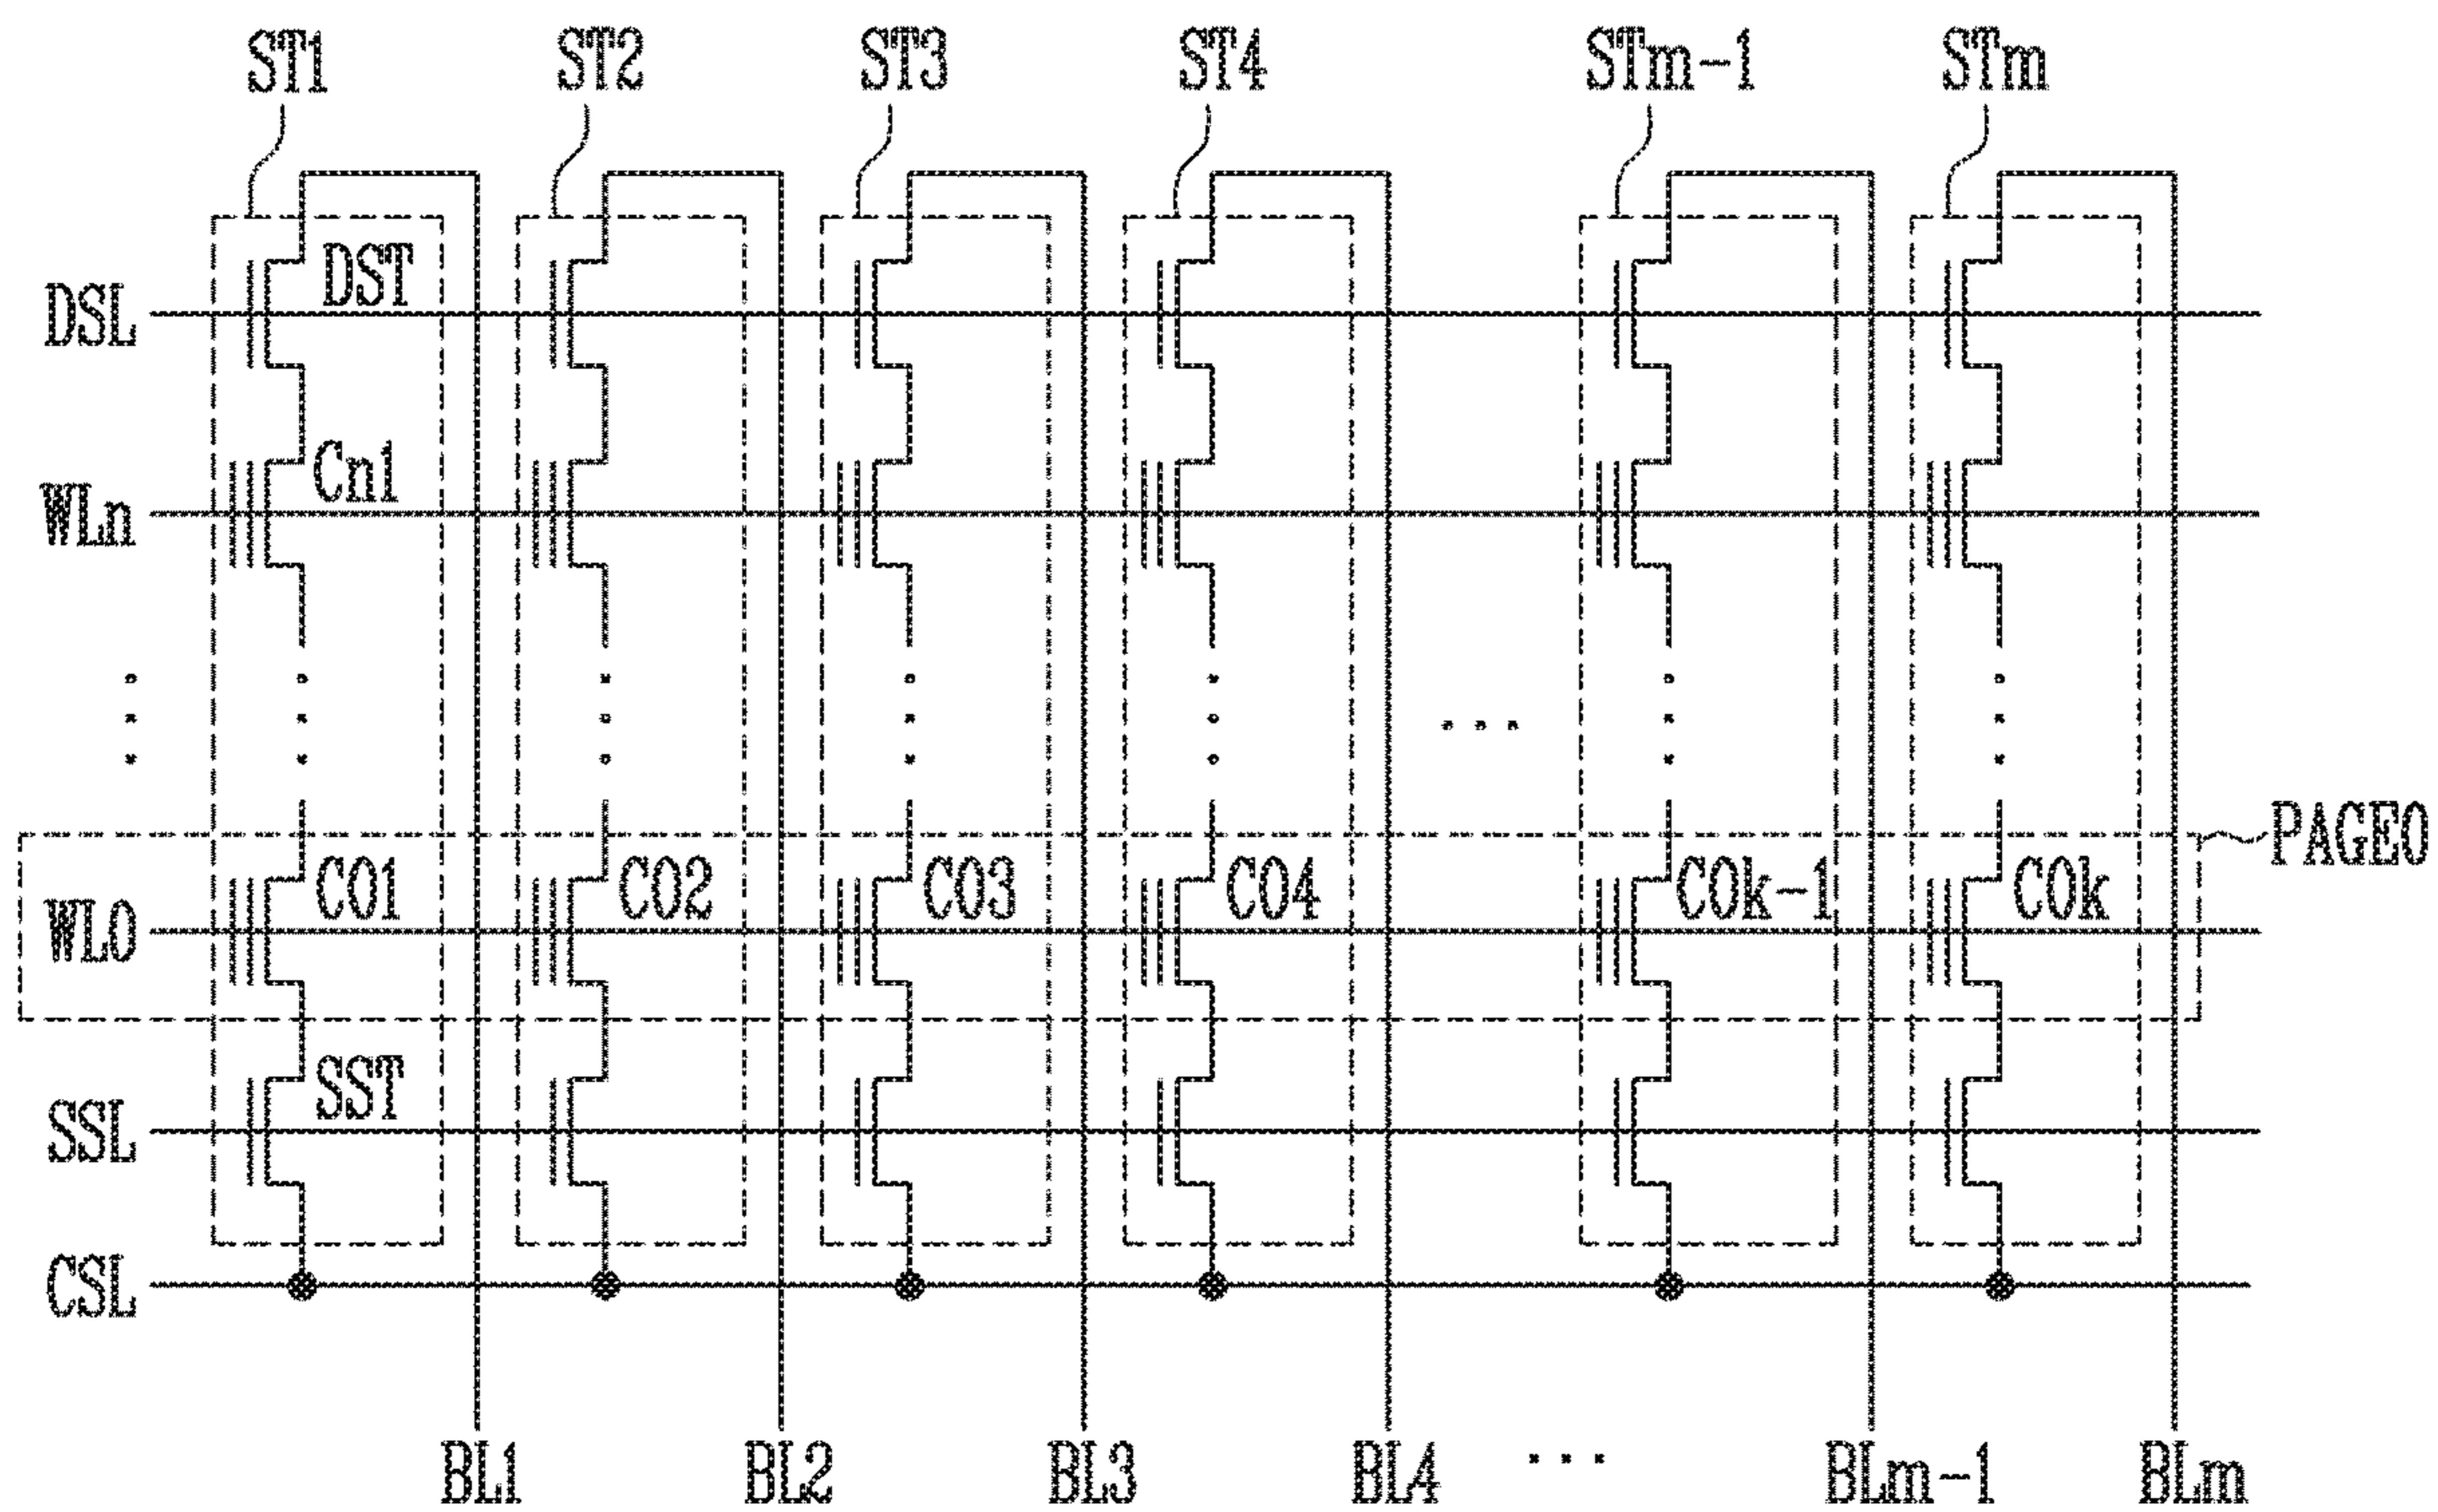 ST1 ST2 ST3 ST4 STm-1 STm
DSL DST
WLn Cn1
PAGE0
WL0 C01 C02 C03 C04 C0k-1 C0k
SSL SST
CSL
BL1 BL2 BL3 BL4 ... BLm-1 BLm